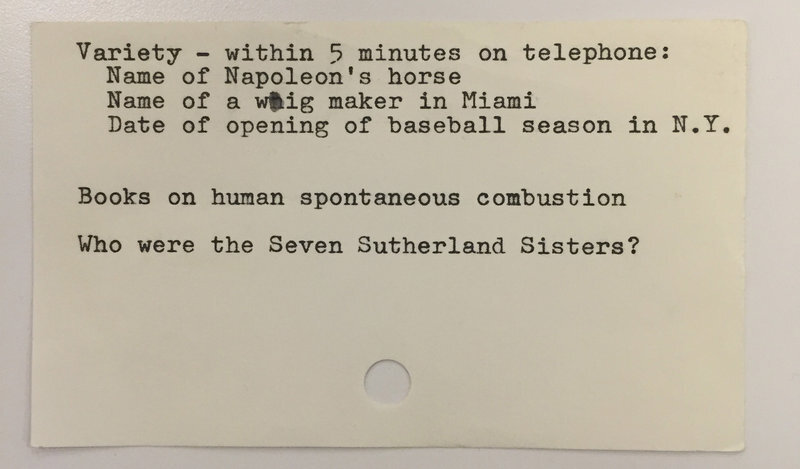 Variety - within 5 minutes on telephone:
Name of Napoleon's horse
Name of a wig maker in Miami
Date of opening of baseball season in N.Y.
Books on human spontaneous combustion
Who were the Seven Sutherland Sisters?